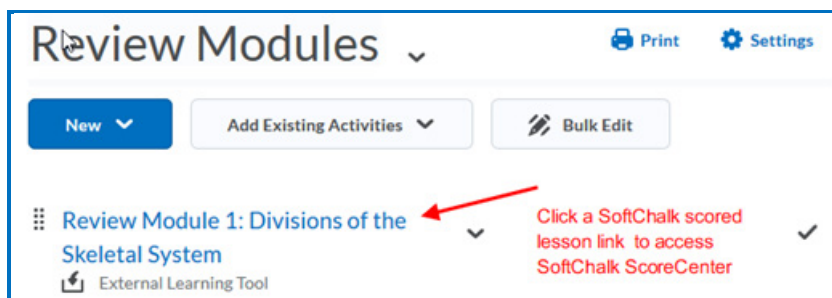 Review Modules
Print
Settings
New
Add Existing Activities
Bulk Edit
Review Module 1: Divisions of the
Skeletal System
External Learning Tool
Click a SoftChalk scored
lesson link to access
SoftChalk ScoreCenter